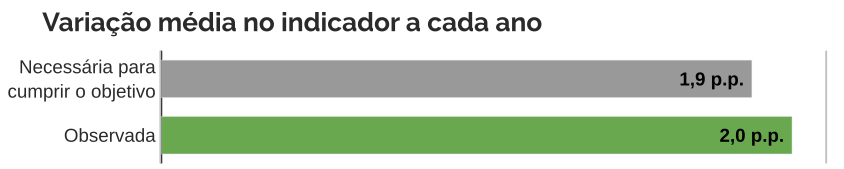 Variação média no indicador a cada ano
Necessária para
cumprir o objetivo
1,9 p.p.
Observada
2,0 p.p.